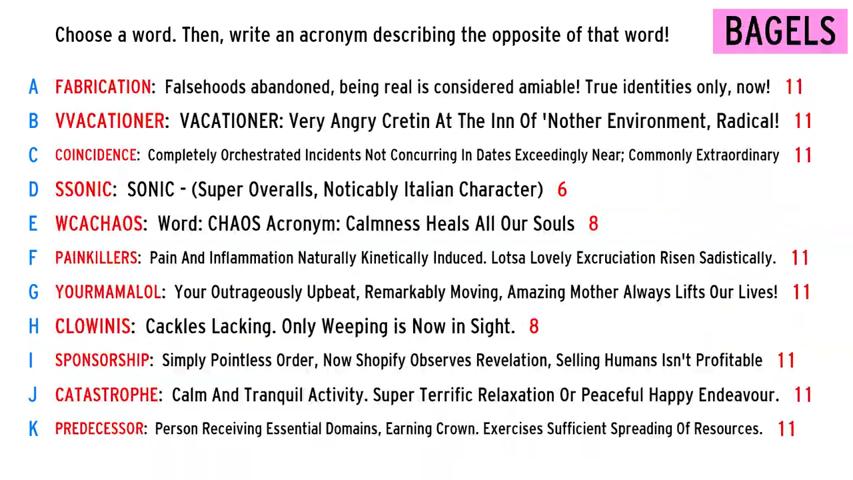 Choose a word. Then, write an acronym describing the opposite of that word!
BAGELS
A FABRICATION: Falsehoods abandoned, being real is considered amiable! True identities only, now! 11
B VVACATIONER: VACATIONER: Very Angry Cretin At The Inn Of 'Nother Environment, Radical! 11
C COINCIDENCE: Completely Orchestrated Incidents Not Concurring In Dates Exceedingly Near; Commonly Extraordinary 11
D SSONIC: SONIC - (Super Overalls, Noticably Italian Character) 6
E WCACHAOS: Word: CHAOS Acronym: Calmness Heals All Our Souls 8
F PAINKILLERS: Pain And Inflammation Naturally Kinetically Induced. Lotsa Lovely Excruciation Risen Sadistically. 11
G YOURMAMALOL: Your Outrageously Upbeat, Remarkably Moving, Amazing Mother Always Lifts Our Lives! 11
H CLOWINIS: Cackles Lacking. Only Weeping is Now in Sight. 8
I SPONSORSHIP: Simply Pointless Order, Now Shopify Observes Revelation, Selling Humans Isn't Profitable 11
J CATASTROPHE: Calm And Tranquil Activity. Super Terrific Relaxation Or Peaceful Happy Endeavour. 11
K PREDECESSOR: Person Receiving Essential Domains, Earning Crown. Exercises Sufficient Spreading Of Resources. 11